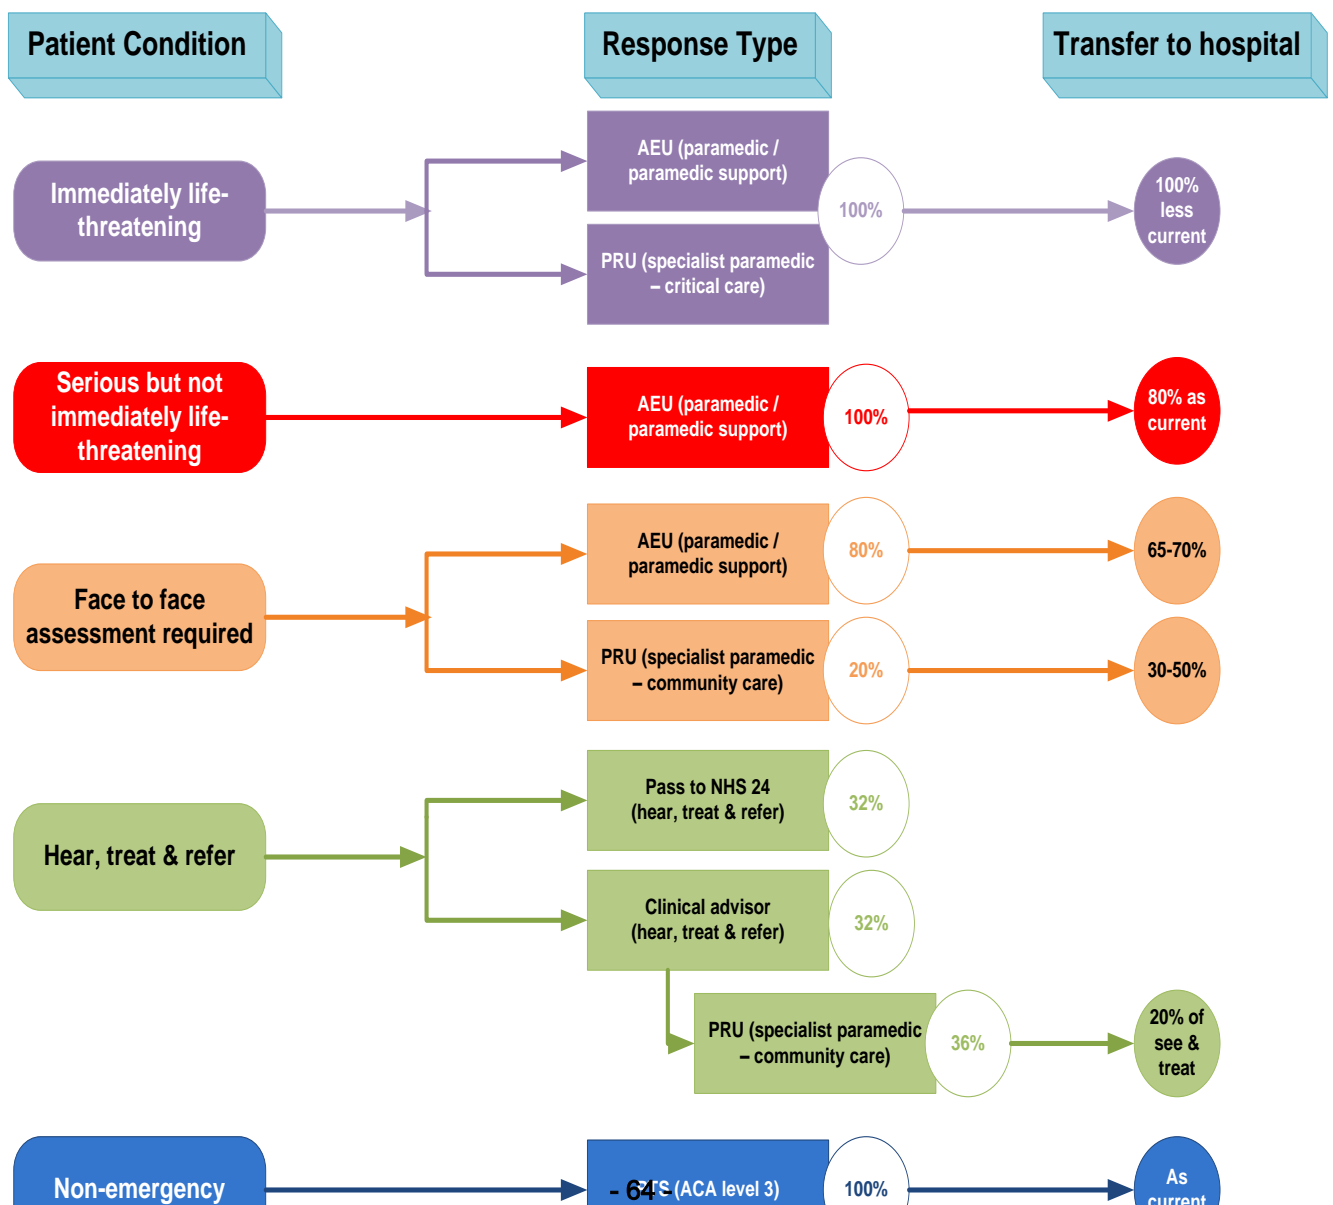 Patient Condition
Response Type
Transfer to hospital
Immediately life-
threatening
AEU (paramedic /
paramedic support)
PRU (specialist paramedic
– critical care)
100%
100%
less
current
Serious but not
immediately life-
threatening
AEU (paramedic /
paramedic support)
100%
80% as
current
Face to face
assessment required
AEU (paramedic /
paramedic support)
80%
65-70%
PRU (specialist paramedic
– community care)
20%
30-50%
Hear, treat & refer
Pass to NHS 24
(hear, treat & refer)
32%
Clinical advisor
(hear, treat & refer)
32%
PRU (specialist paramedic
– community care)
36%
20% of
see &
treat
Non-emergency
(ACA level 3)
- 64 -
100%
As
current